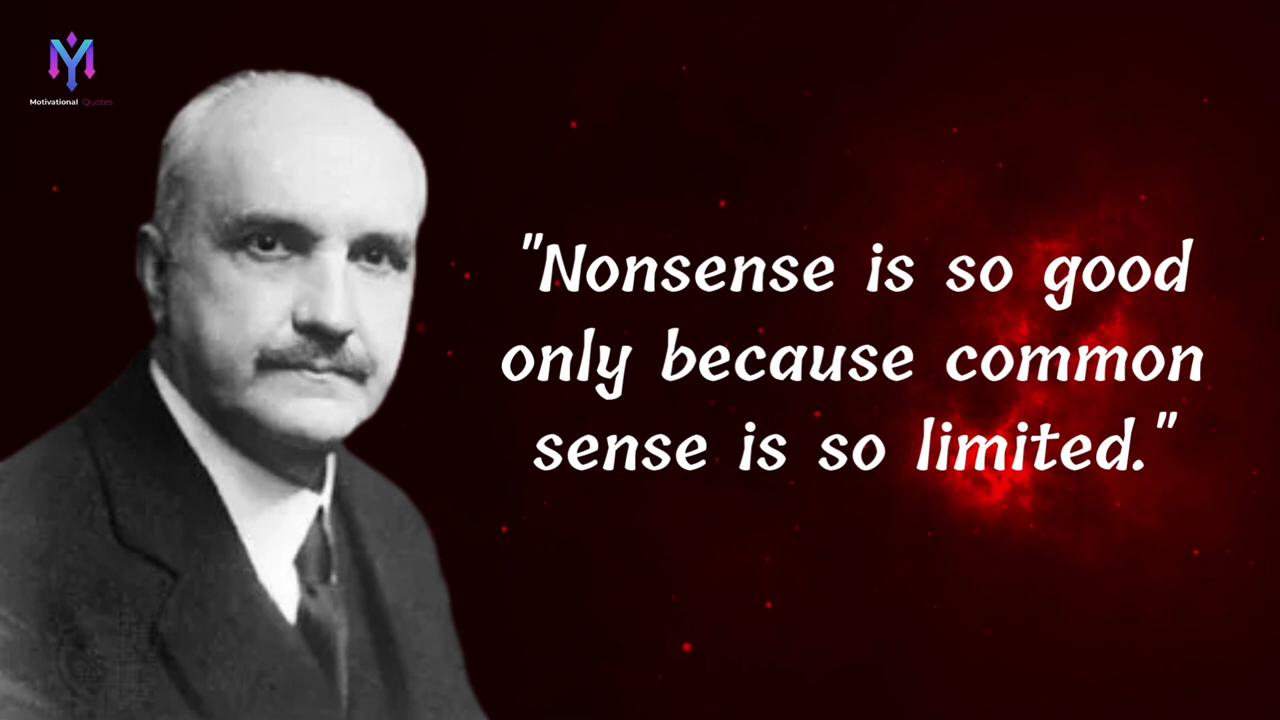 Motivational Quotes
"Nonsense is so good
only because common
sense is so limited."